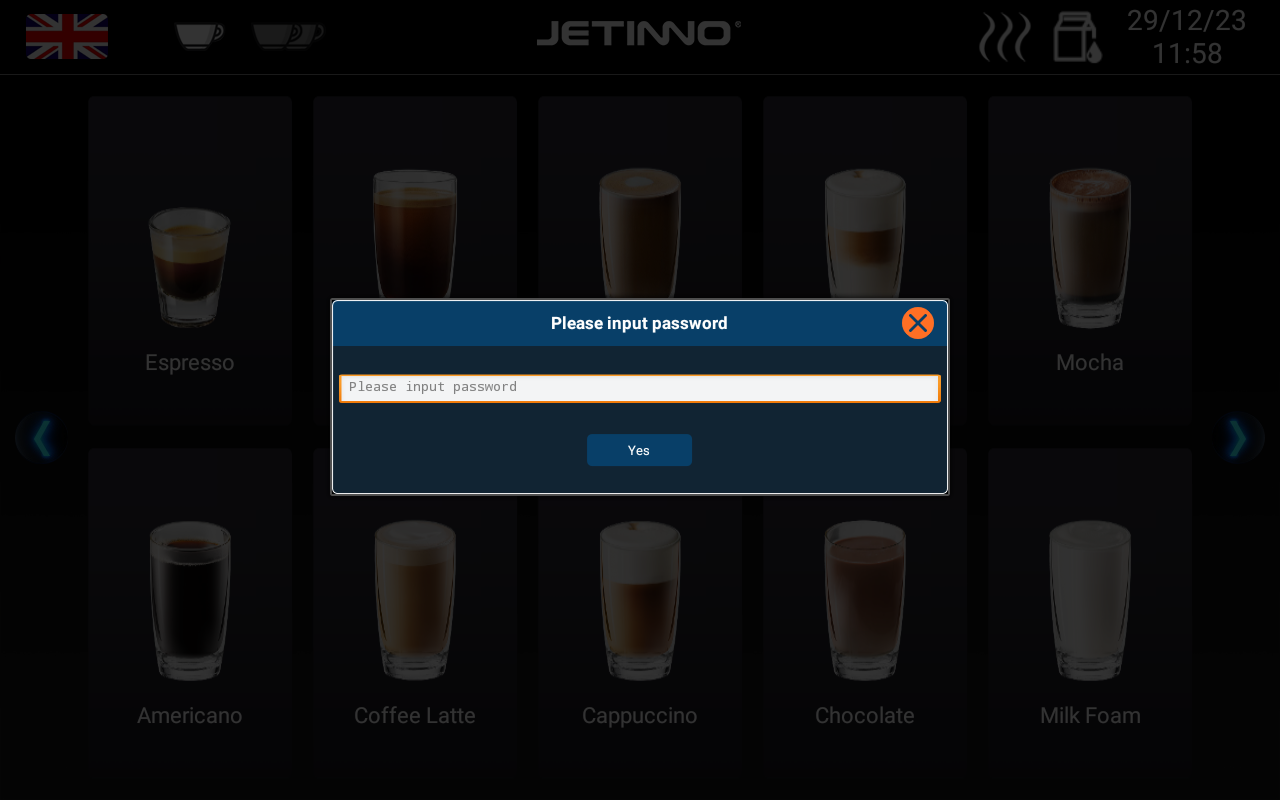 JETINNO®
29/12/23
11:58
Espresso
Mocha
Please input password
Please input password
Yes
Americano
Coffee Latte
Cappuccino
Chocolate
Milk Foam